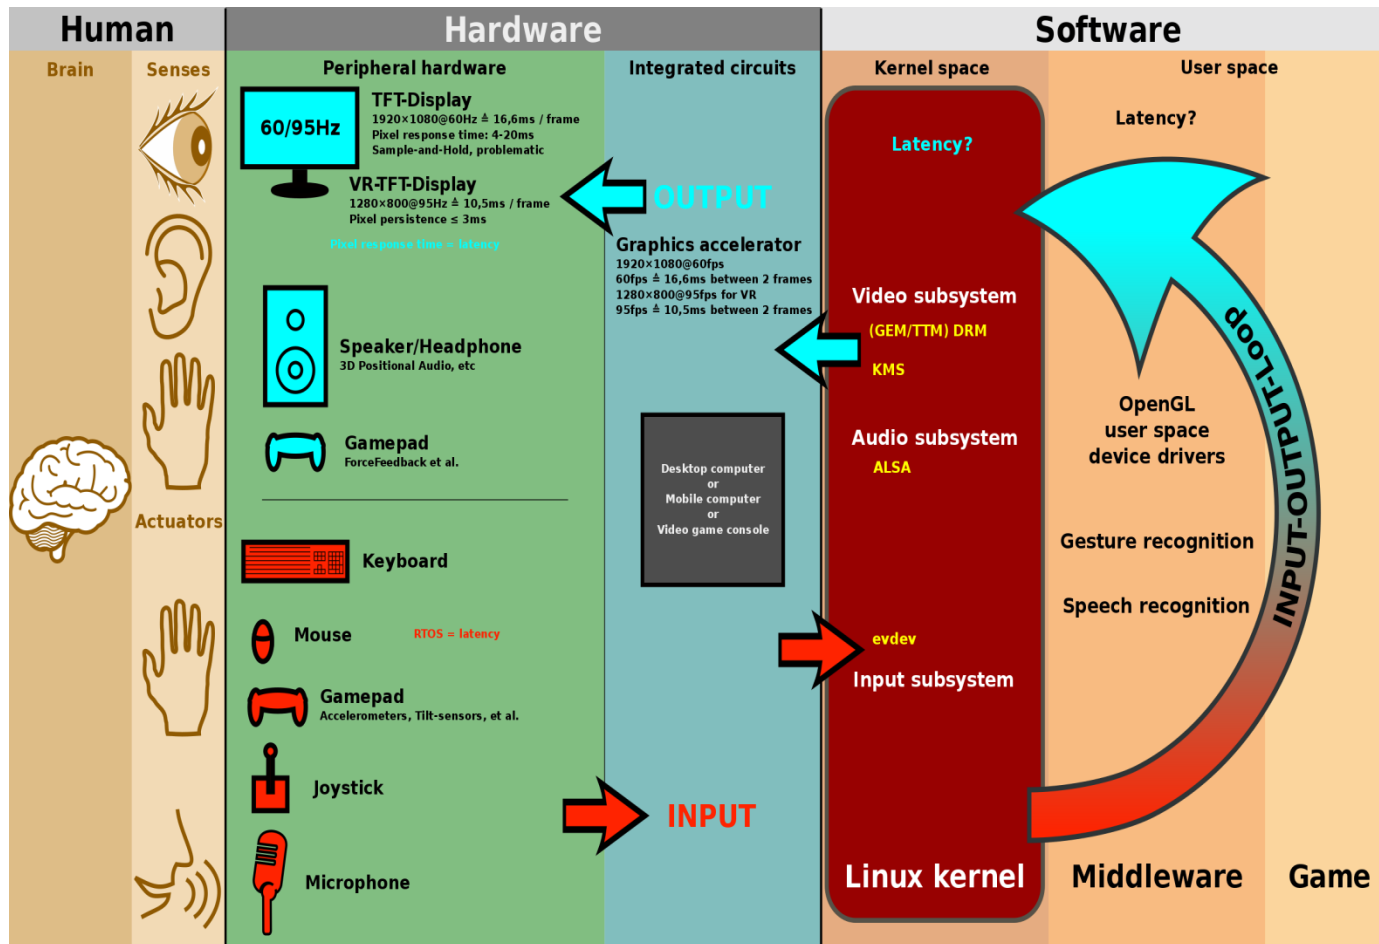 Human
Hardware
Software
Brain
Senses
Peripheral hardware
Integrated circuits
Kernel space
User space
60/95Hz
TFT-Display
1920×1080@60Hz ≙ 16,6ms / frame
Pixel response time: 4-20ms
Sample-and-Hold, problematic
VR-TFT-Display
1280×800@95Hz ≙ 10,5ms / frame
Pixel persistence ≤ 3ms
Pixel response time = latency
OUTPUT
Graphics accelerator
1920×1080@60fps
60fps ≙ 16,6ms between 2 frames
1280×800@95fps for VR
95fps ≙ 10,5ms between 2 frames
Latency?
Latency?
Video subsystem
(GEM/TTM) DRM
KMS
Speaker/Headphone
3D Positional Audio, etc
Gamepad
ForceFeedback et al.
Audio subsystem
ALSA
OpenGL
user space
device drivers
Desktop computer
or
Mobile computer
or
Video game console
Actuators
Gesture recognition
Speech recognition
INPUT-OUTPUT-Loop
Keyboard
Mouse
RTOS = latency
evdev
Input subsystem
Gamepad
Accelerometers, Tilt-sensors, et al.
Joystick
INPUT
Microphone
Linux kernel
Middleware
Game